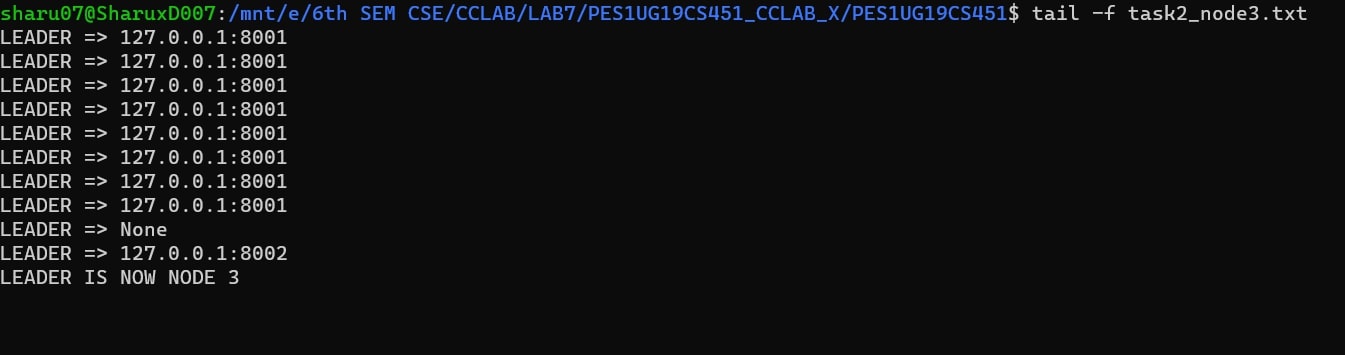 sharu07@SharuxD007:/mnt/e/6th SEM CSE/CCLAB/LAB7/PES1UG19CS451_CCLAB_X/PES1UG19CS451$ tail -f task2_node3.txt
LEADER => 127.0.0.1:8001
LEADER => 127.0.0.1:8001
LEADER => 127.0.0.1:8001
LEADER => 127.0.0.1:8001
LEADER => 127.0.0.1:8001
LEADER => 127.0.0.1:8001
LEADER => 127.0.0.1:8001
LEADER => 127.0.0.1:8001
LEADER => None
LEADER => 127.0.0.1:8002
LEADER IS NOW NODE 3